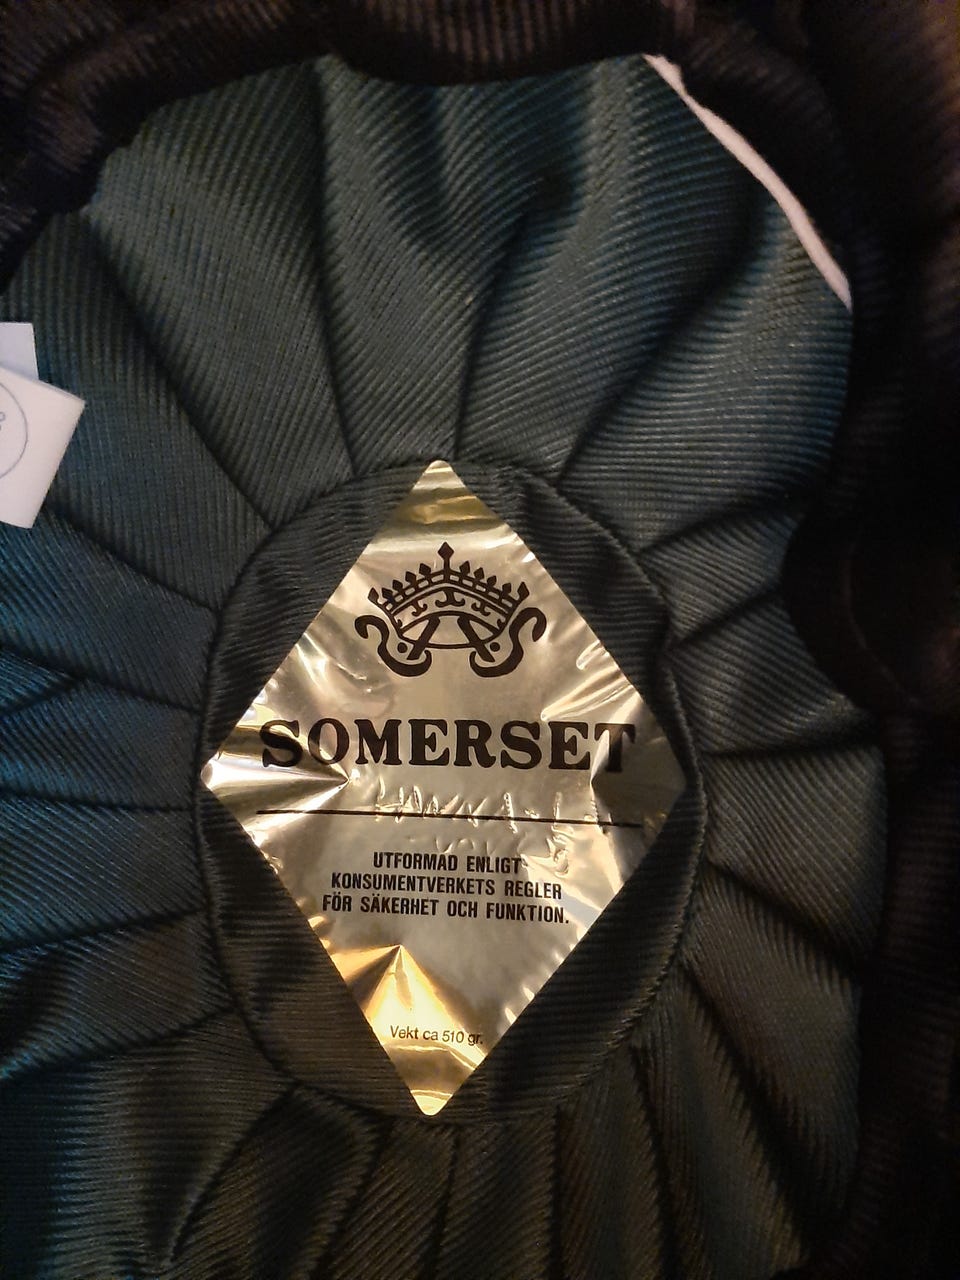 SOMERSET
UTFORMAD ENLIGT
KONSUMENTVERKETS REGLER
FÖR SÄKERHET OCH FUNKTION.
Vekt ca 510 gr.